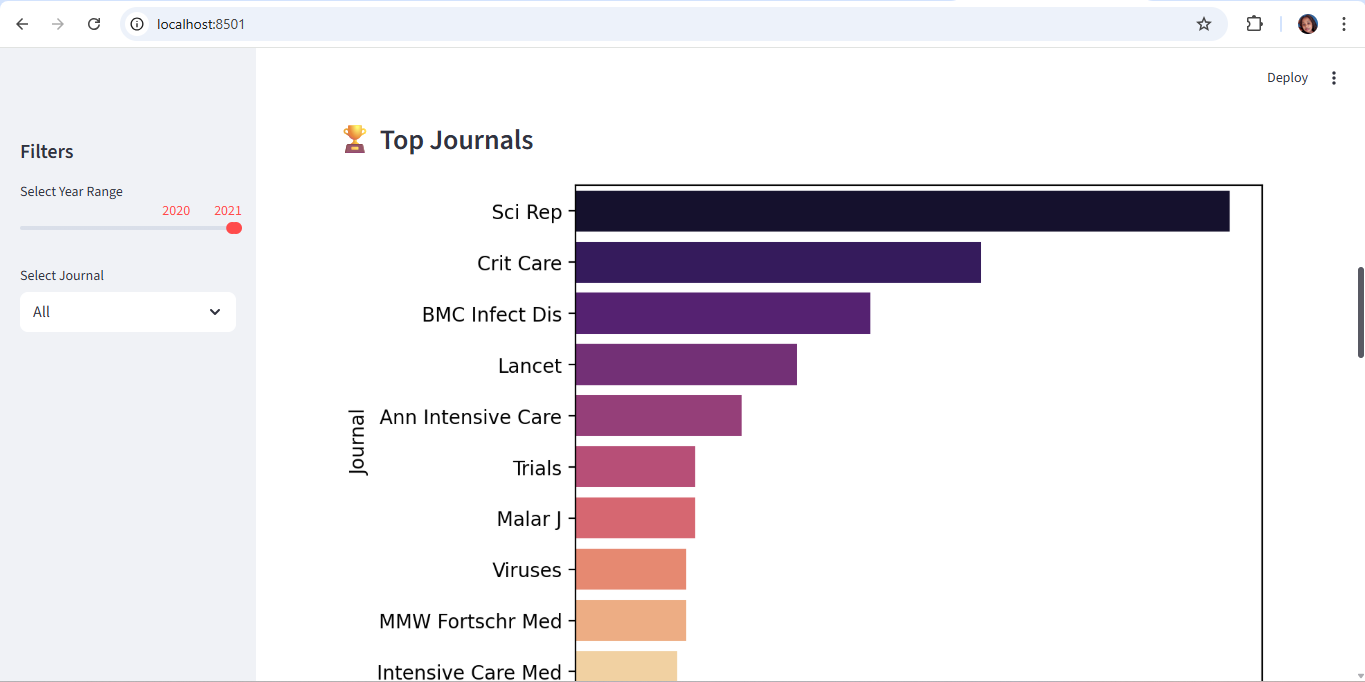 localhost:8501
Deploy
Filters
Select Year Range
2020 2021
Select Journal
All
🏆 Top Journals
Journal
Sci Rep
Crit Care
BMC Infect Dis
Lancet
Ann Intensive Care
Trials
Malar J
Viruses
MMW Fortschr Med
Intensive Care Med